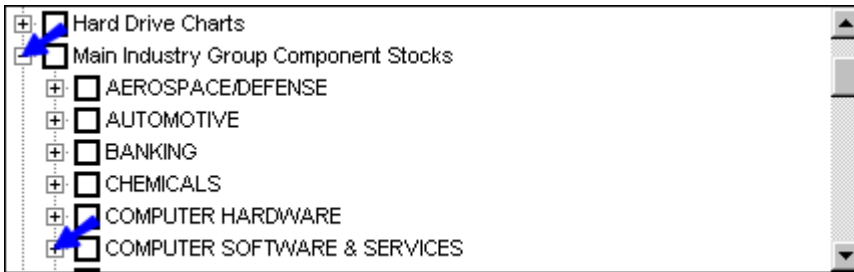 Hard Drive Charts
Main Industry Group Component Stocks
AEROSPACE/DEFENSE
AUTOMOTIVE
BANKING
CHEMICALS
COMPUTER HARDWARE
COMPUTER SOFTWARE & SERVICES